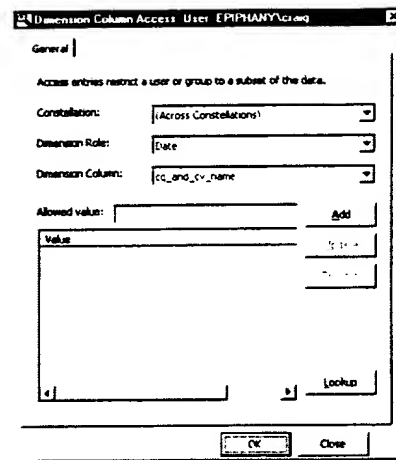 Dimension Column Access User EPIPHANY\craig
General
Access entries restrict a user or group to a subset of the data.
Constellation: (Across Constellations)
Dimension Role: Date
Dimension Column: cq_and_cv_name
Allowed value: Add
Value
Lookup
OK Close